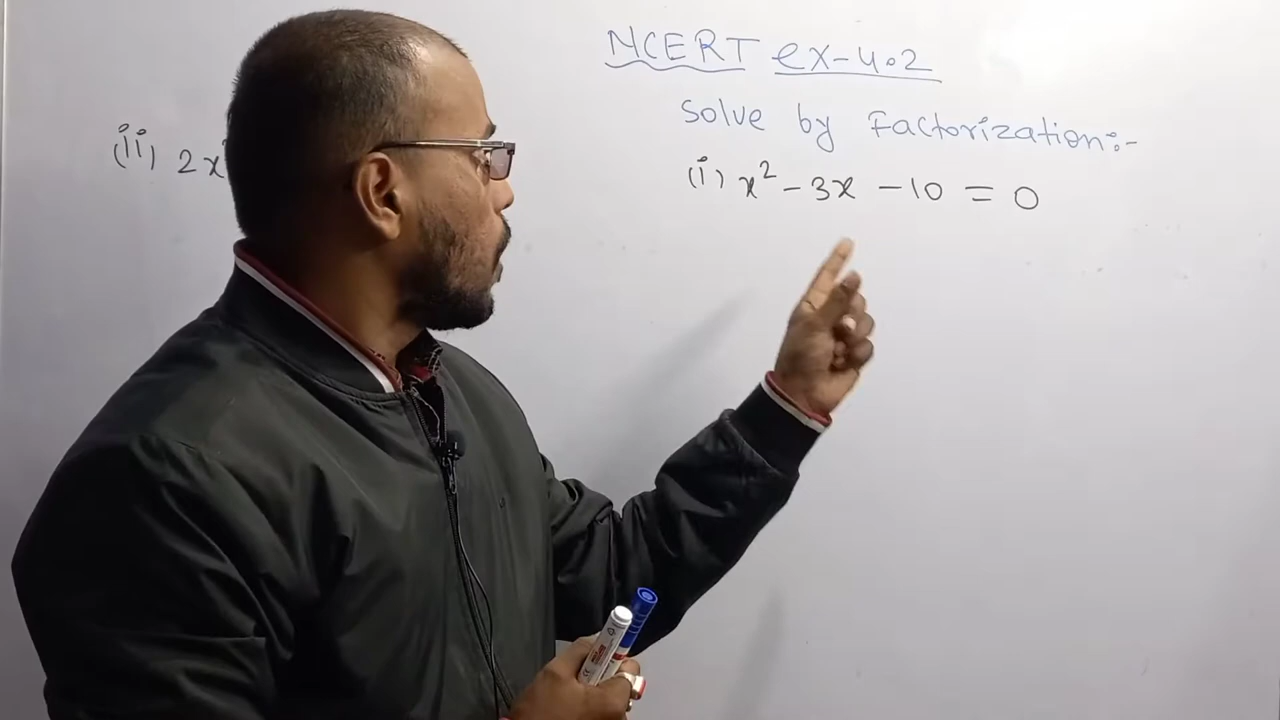 NCERT ex-4.2
Solve by Factorization:-
(i) x² - 3x - 10 = 0
(ii) 2x